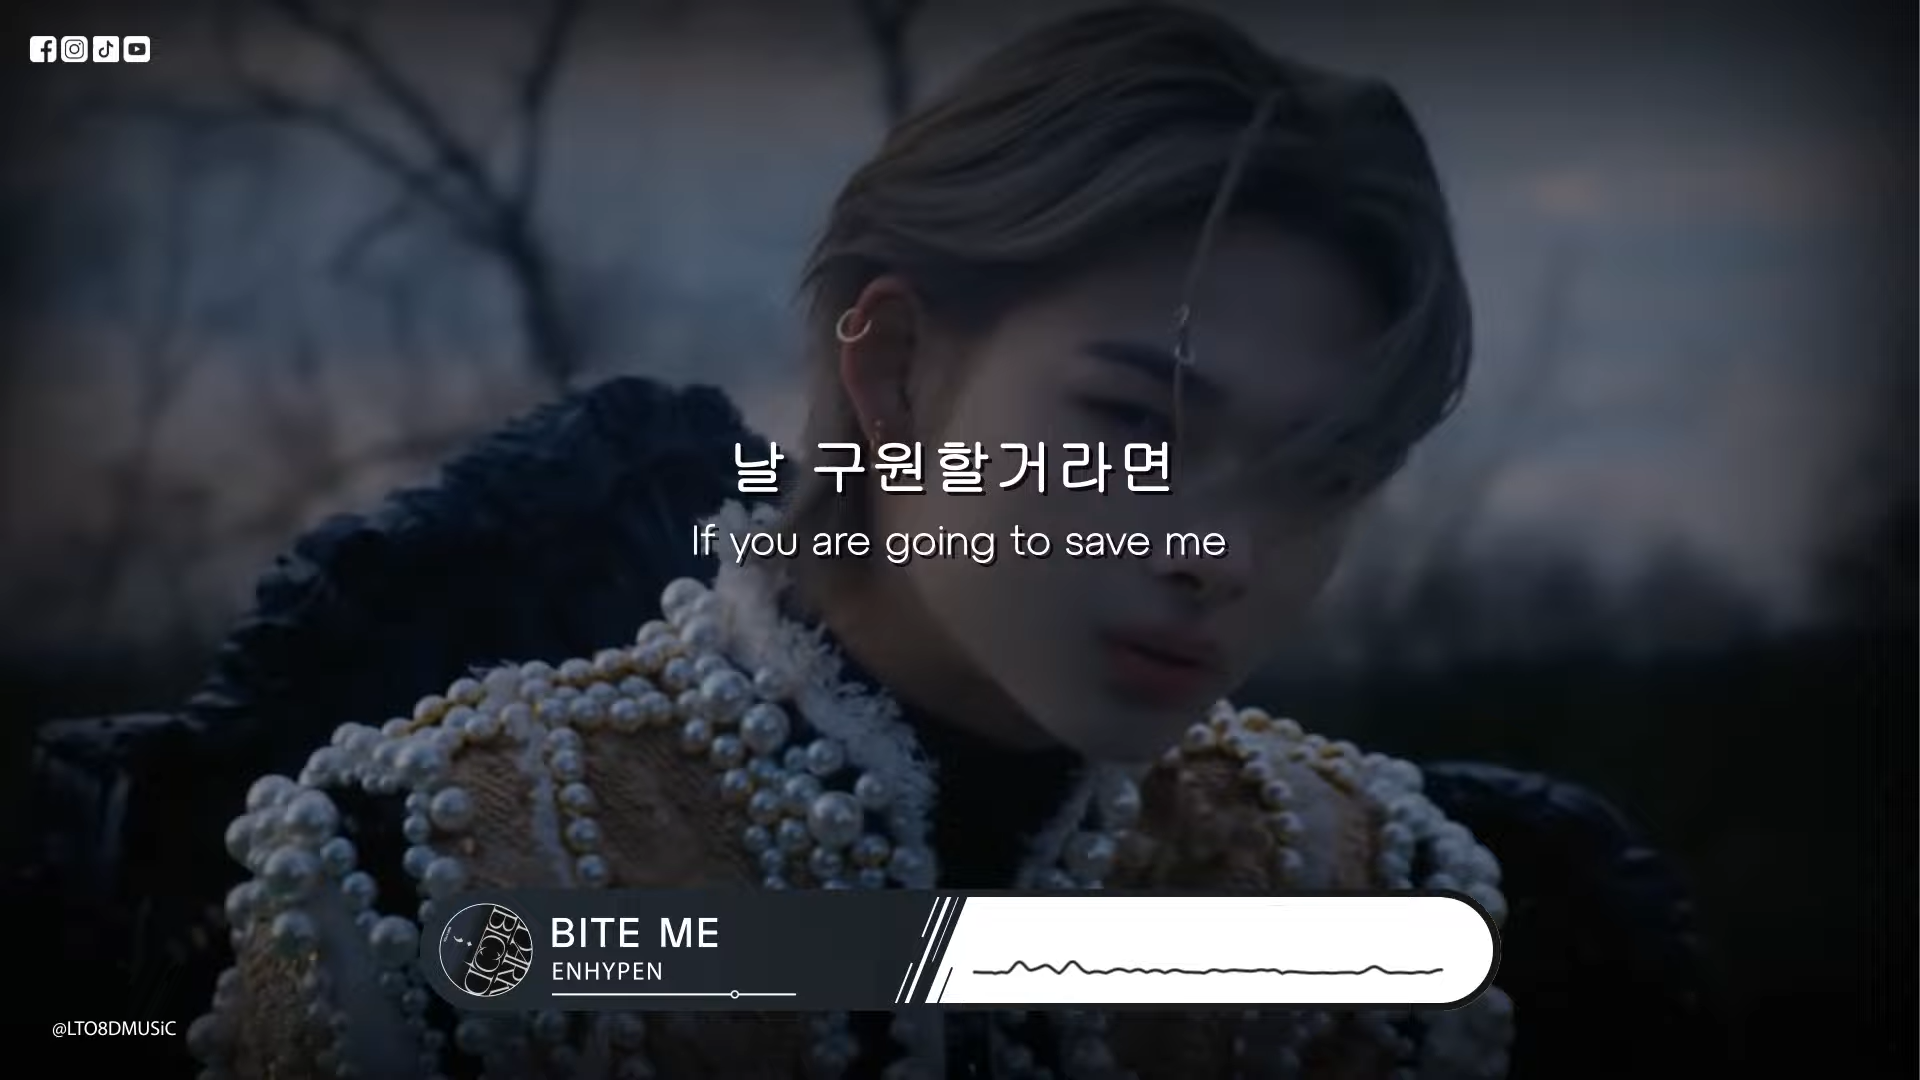 날 구원할거라면
If you are going to save me
BITE ME
ENHYPEN
@LTO8DMUSiC